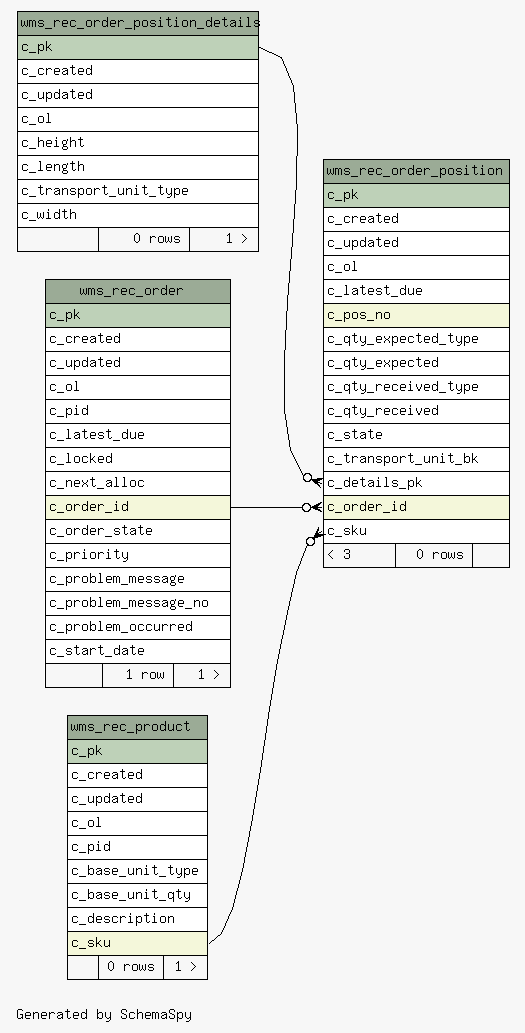 wms_rec_order_position_details
c_pk
c_created
c_updated
c_ol
c_height
c_length
c_transport_unit_type
c_width
0 rows 1 >
wms_rec_order_position
c_pk
c_created
c_updated
c_ol
c_latest_due
c_pos_no
c_qty_expected_type
c_qty_expected
c_qty_received_type
c_qty_received
c_state
c_transport_unit_bk
c_details_pk
c_order_id
c_sku
< 3 0 rows
wms_rec_order
c_pk
c_created
c_updated
c_ol
c_pid
c_latest_due
c_locked
c_next_alloc
c_order_id
c_order_state
c_priority
c_problem_message
c_problem_message_no
c_problem_occurred
c_start_date
1 row 1 >
wms_rec_product
c_pk
c_created
c_updated
c_ol
c_pid
c_base_unit_type
c_base_unit_qty
c_description
c_sku
0 rows 1 >
Generated by SchemaSpy